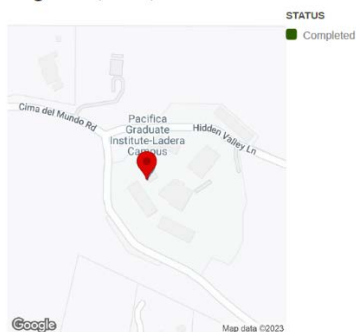 STATUS
Completed
Cima del Mundo Rd
Pacifica
Graduate
Institute-Ladera
Campus
Hidden Valley Ln
Google
Map data ©2023